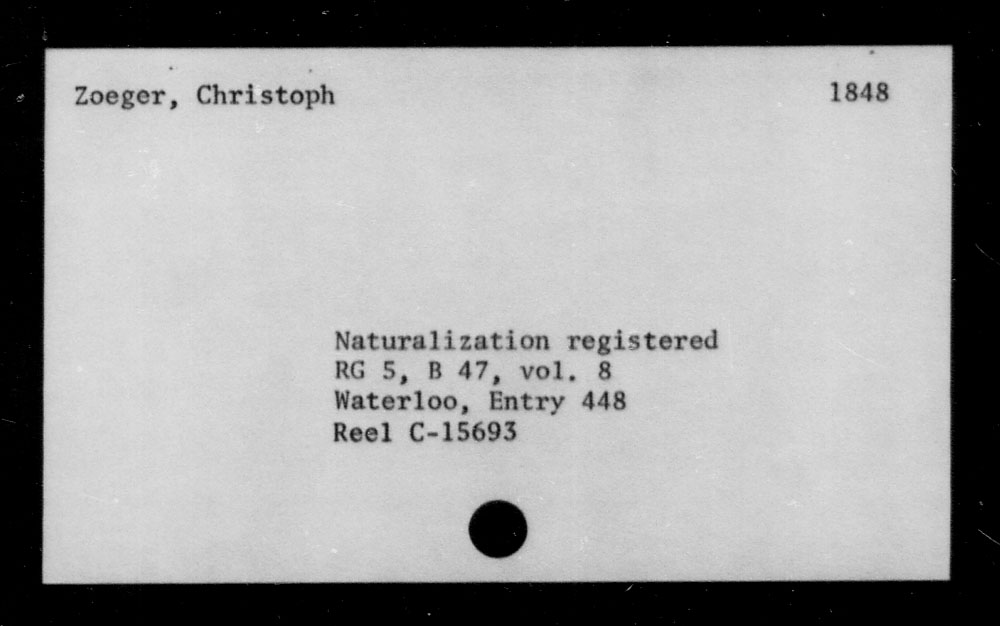 Zoeger, Christoph 1848
Naturalization registered
RG 5, B 47, vol. 8
Waterloo, Entry 448
Reel C-15693